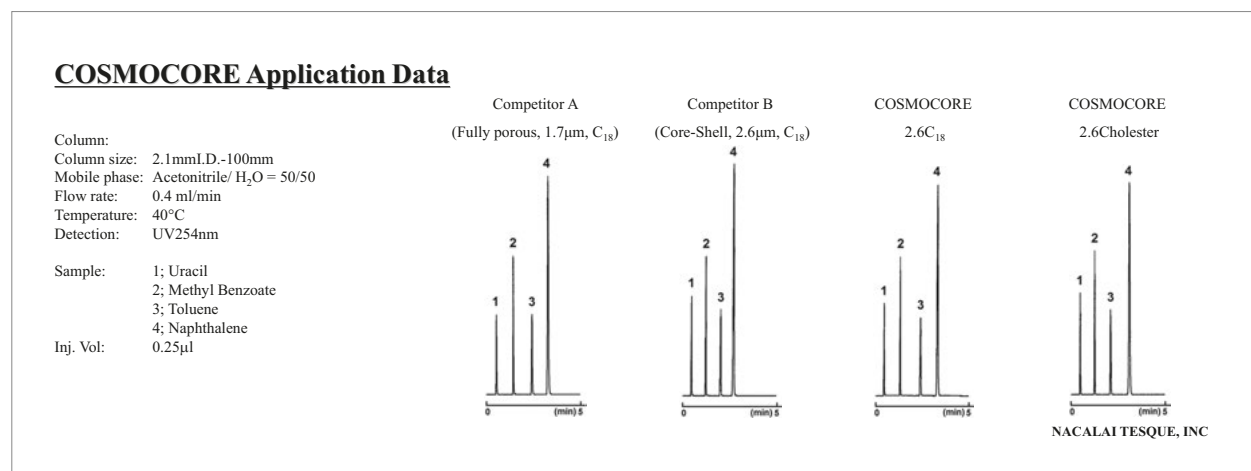 COSMOCORE Application Data
Column:
Column size: 2.1mmI.D.-100mm
Mobile phase: Acetonitrile/ H₂O = 50/50
Flow rate: 0.4 ml/min
Temperature: 40°C
Detection: UV254nm
Sample: 1; Uracil
2; Methyl Benzoate
3; Toluene
4; Naphthalene
Inj. Vol: 0.25µl
Competitor A
(Fully porous, 1.7µm, C₁₈)
4
2
1
3
0 (min) 5
Competitor B
(Core-Shell, 2.6µm, C₁₈)
4
2
1
3
0 (min) 5
COSMOCORE
2.6C₁₈
4
2
1
3
0 (min) 5
COSMOCORE
2.6Cholester
4
2
1
3
0 (min) 5
NACALAI TESQUE, INC